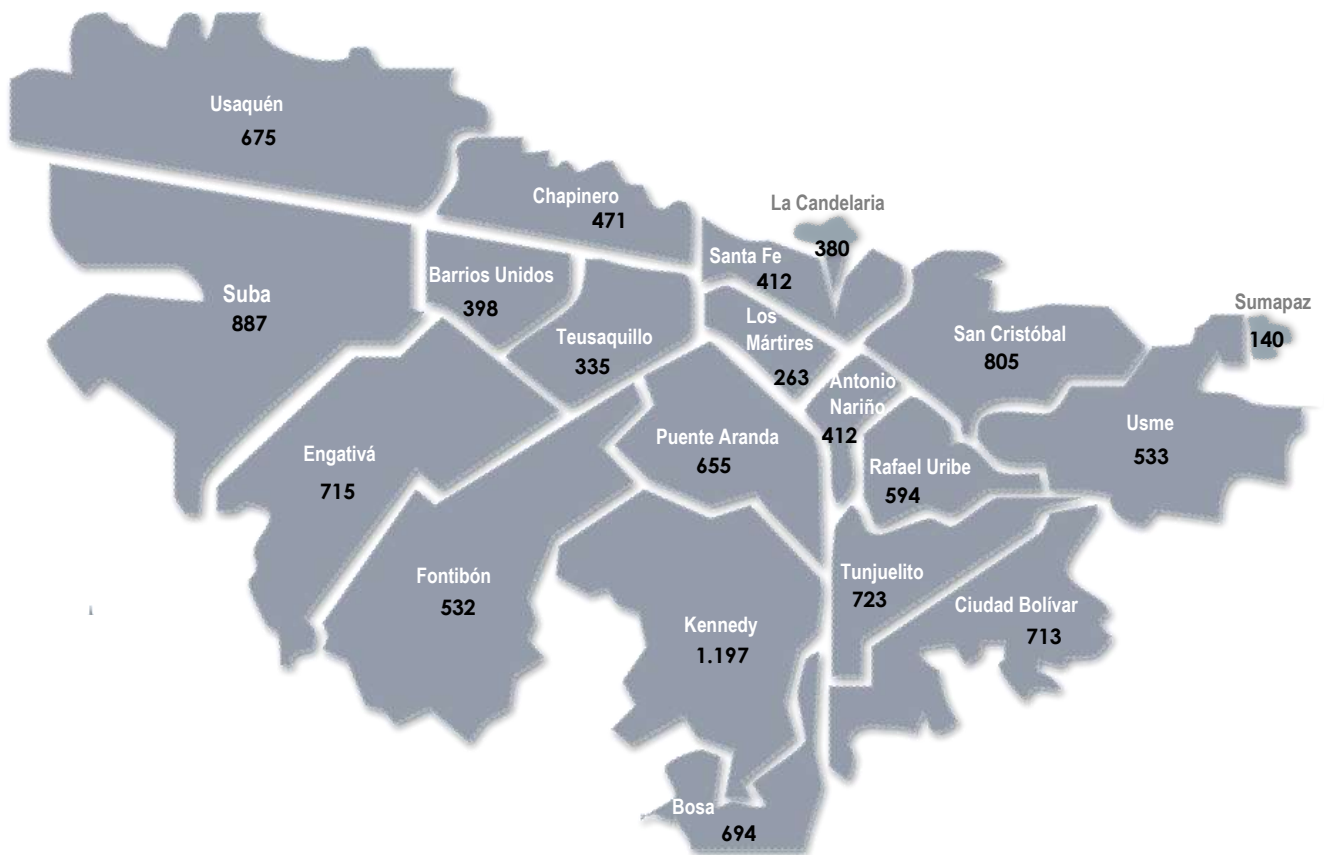 Usaquén
675
Chapinero
471
La Candelaria
380
Santa Fe
412
Barrios Unidos
398
Suba
887
Teusaquillo
335
Los
Mártires
263
San Cristóbal
805
Sumapaz
140
Antonio
Nariño
412
Usme
533
Engativá
715
Puente Aranda
655
Rafael Uribe
594
Fontibón
532
Tunjuelito
723
Ciudad Bolívar
713
Kennedy
1.197
Bosa
694